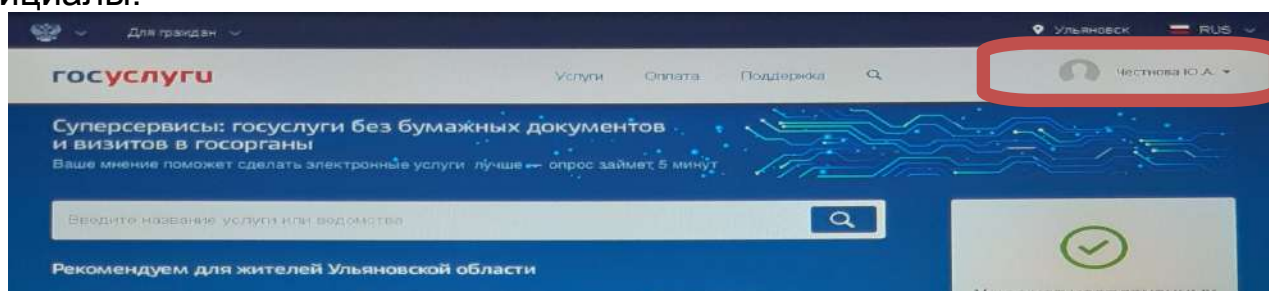 ициалы.
Для граждан
Ульяновск RUS
госуслуги Услуги Оплата Поддержка Честнова Ю.А.
Суперсервисы: госуслуги без бумажных документов
и визитов в госорганы
Ваше мнение поможет сделать электронные услуги лучше — опрос займет 5 минут
Введите название услуги или ведомства
Рекомендуем для жителей Ульяновской области